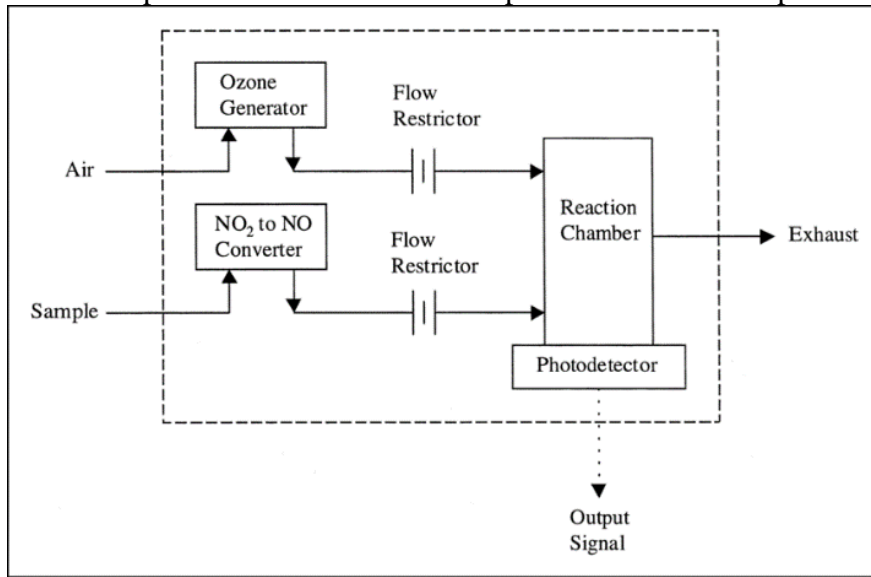 Ozone
Generator
Flow
Restrictor
Air
Reaction
Chamber
NO₂ to NO
Converter
Flow
Restrictor
Exhaust
Sample
Photodetector
Output
Signal